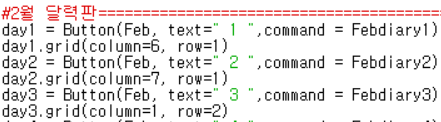 #2월 달력판=======================================
day1 = Button(Feb, text=" 1 ",command = Febdiary1)
day1.grid(column=6, row=1)
day2 = Button(Feb, text=" 2 ",command = Febdiary2)
day2.grid(column=7, row=1)
day3 = Button(Feb, text=" 3 ",command = Febdiary3)
day3.grid(column=1, row=2)